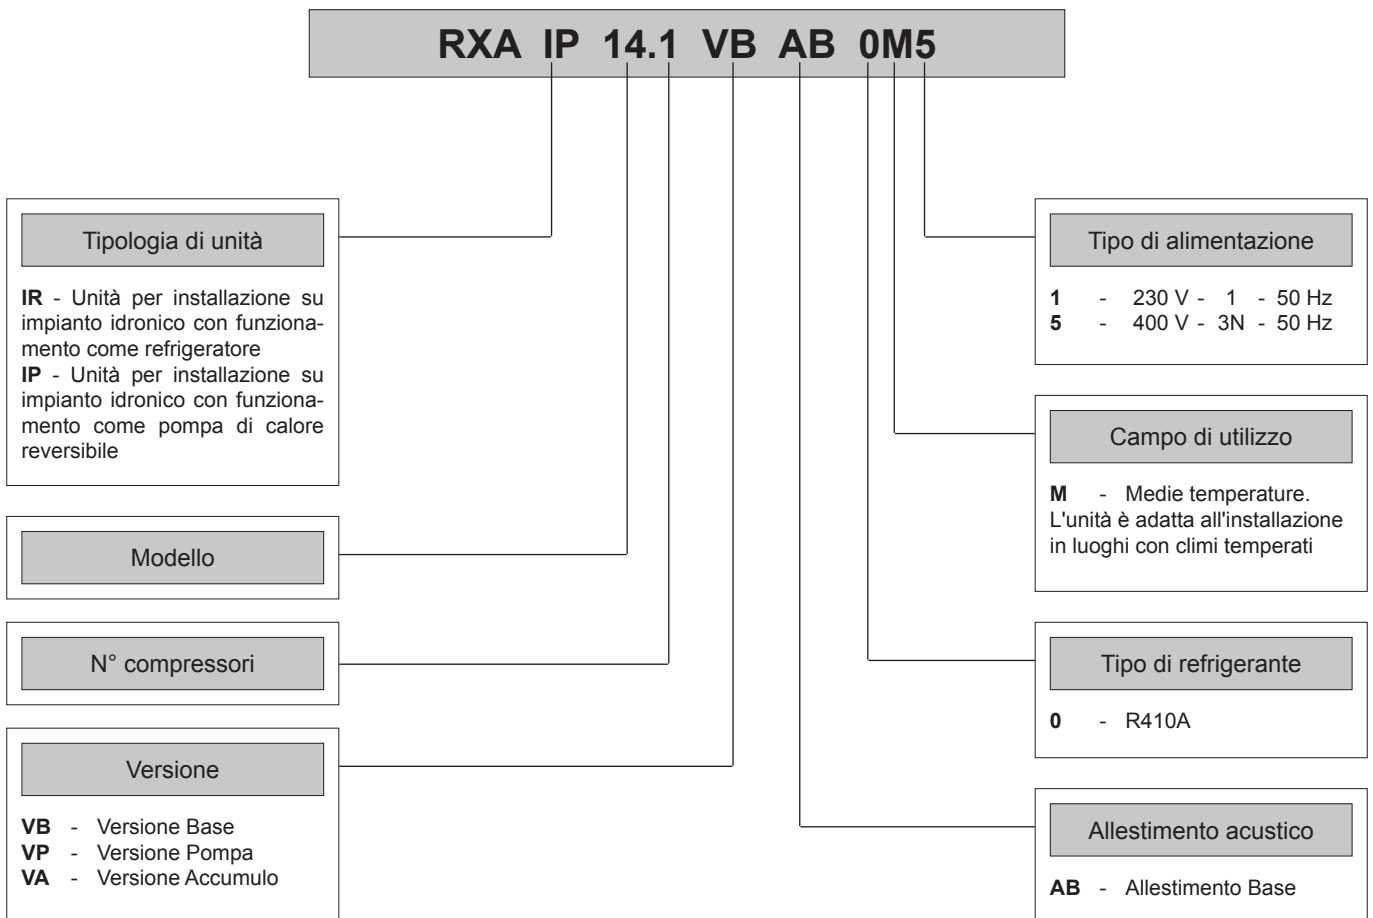 RXA IP 14.1 VB AB 0M5
Tipologia di unità
IR - Unità per installazione su
impianto idronico con funziona-
mento come refrigeratore
IP - Unità per installazione su
impianto idronico con funziona-
mento come pompa di calore
reversibile
Modello
N° compressori
Versione
VB - Versione Base
VP - Versione Pompa
VA - Versione Accumulo
Tipo di alimentazione
1 - 230 V - 1 - 50 Hz
5 - 400 V - 3N - 50 Hz
Campo di utilizzo
M - Medie temperature.
L'unità è adatta all'installazione
in luoghi con climi temperati
Tipo di refrigerante
0 - R410A
Allestimento acustico
AB - Allestimento Base